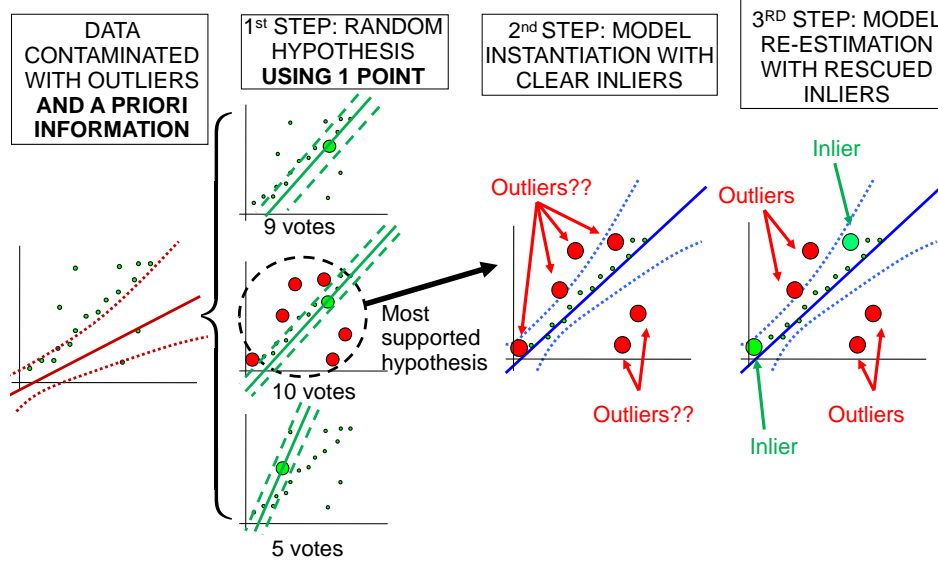 DATA
CONTAMINATED
WITH OUTLIERS
AND A PRIORI
INFORMATION
1st STEP: RANDOM
HYPOTHESIS
USING 1 POINT
2nd STEP: MODEL
INSTANTIATION WITH
CLEAR INLIERS
3RD STEP: MODEL
RE-ESTIMATION
WITH RESCUED
INLIERS
9 votes
Most
supported
hypothesis
10 votes
5 votes
Outliers??
Outliers??
Inlier
Outliers
Outliers
Inlier